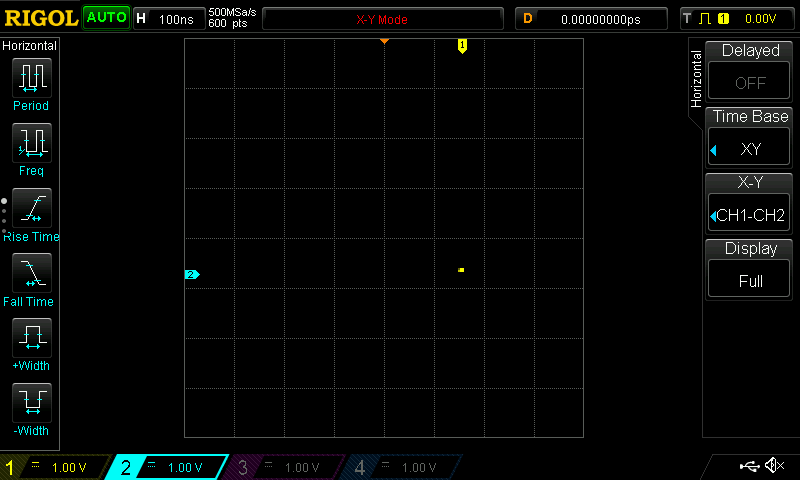 RIGOL AUTO H 100ns 500MSa/s X-Y Mode D 0.00000000ps T 1 0.00V
600 pts
Horizontal
Period
Freq
Rise Time
Fall Time
+Width
-Width
1
2
Horizontal
Delayed
OFF
Time Base
XY
X-Y
CH1-CH2
Display
Full
1 1.00 V 2 1.00 V 3 1.00 V 4 1.00 V